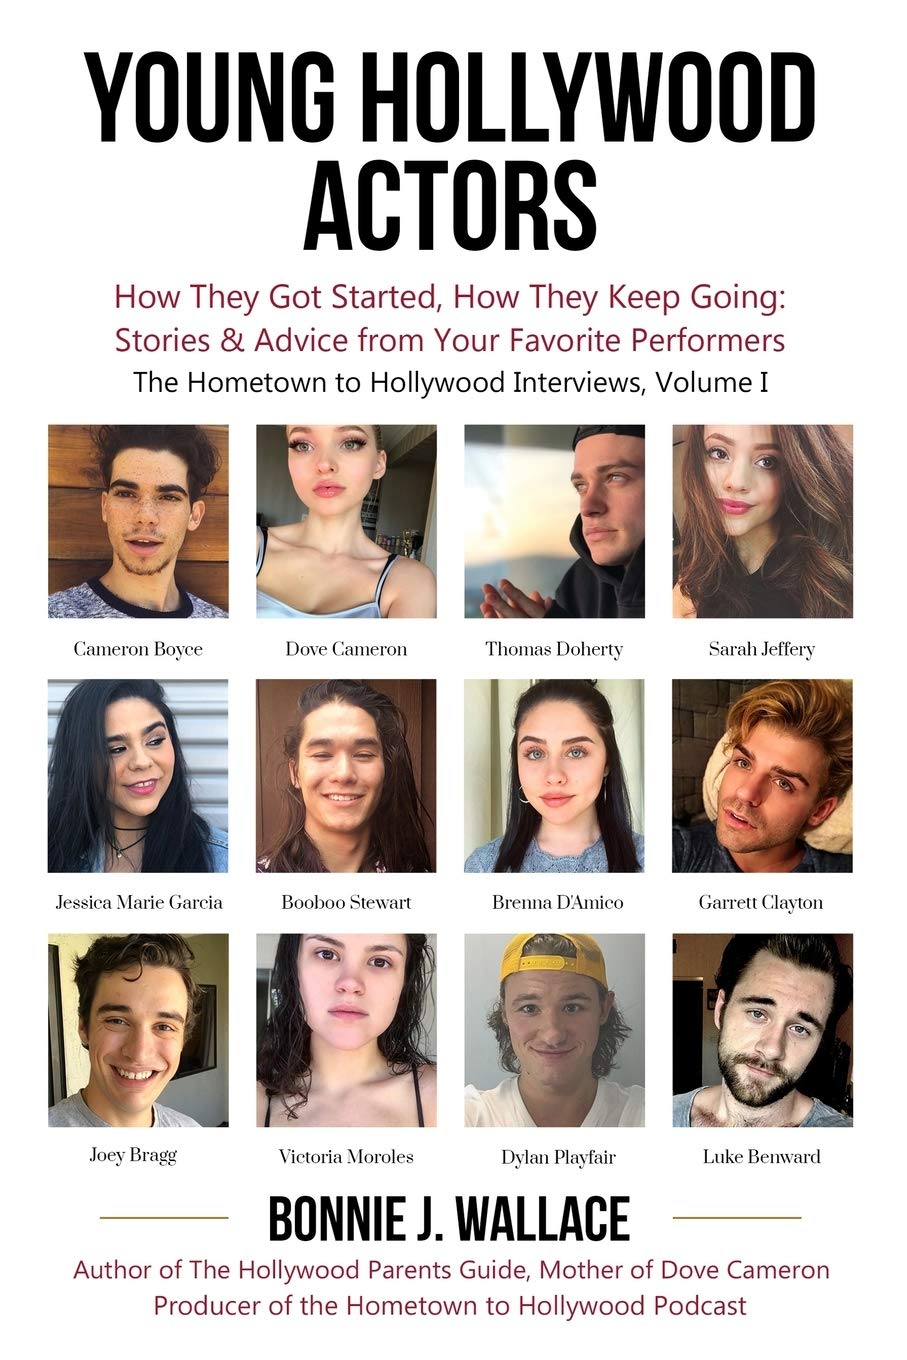 YOUNG HOLLYWOOD
ACTORS
How They Got Started, How They Keep Going:
Stories & Advice from Your Favorite Performers
The Hometown to Hollywood Interviews, Volume I
Cameron Boyce
Dove Cameron
Thomas Doherty
Sarah Jeffery
Jessica Marie Garcia
Booboo Stewart
Brenna D'Amico
Garrett Clayton
Joey Bragg
Victoria Moroles
Dylan Playfair
Luke Benward
BONNIE J. WALLACE
Author of The Hollywood Parents Guide, Mother of Dove Cameron
Producer of the Hometown to Hollywood Podcast